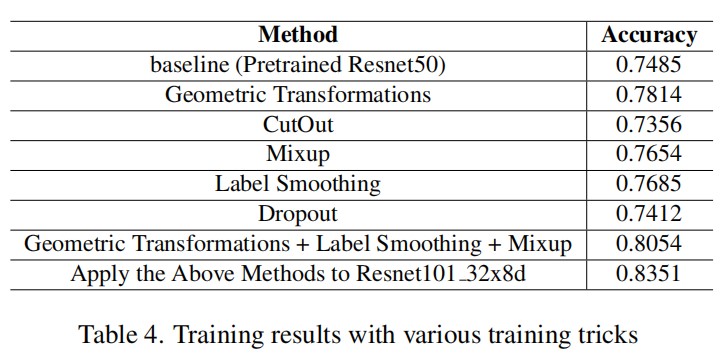 Method Accuracy
baseline (Pretrained Resnet50) 0.7485
Geometric Transformations 0.7814
CutOut 0.7356
Mixup 0.7654
Label Smoothing 0.7685
Dropout 0.7412
Geometric Transformations + Label Smoothing + Mixup 0.8054
Apply the Above Methods to Resnet101_32x8d 0.8351
Table 4. Training results with various training tricks